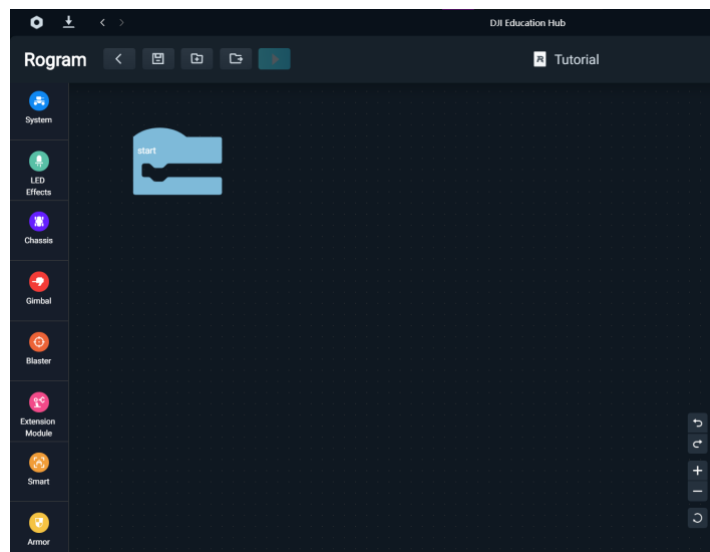 DJI Education Hub
Rogram
R Tutorial
System
start
LED
Effects
Chassis
Gimbal
Blaster
Extension
Module
Smart
Armor